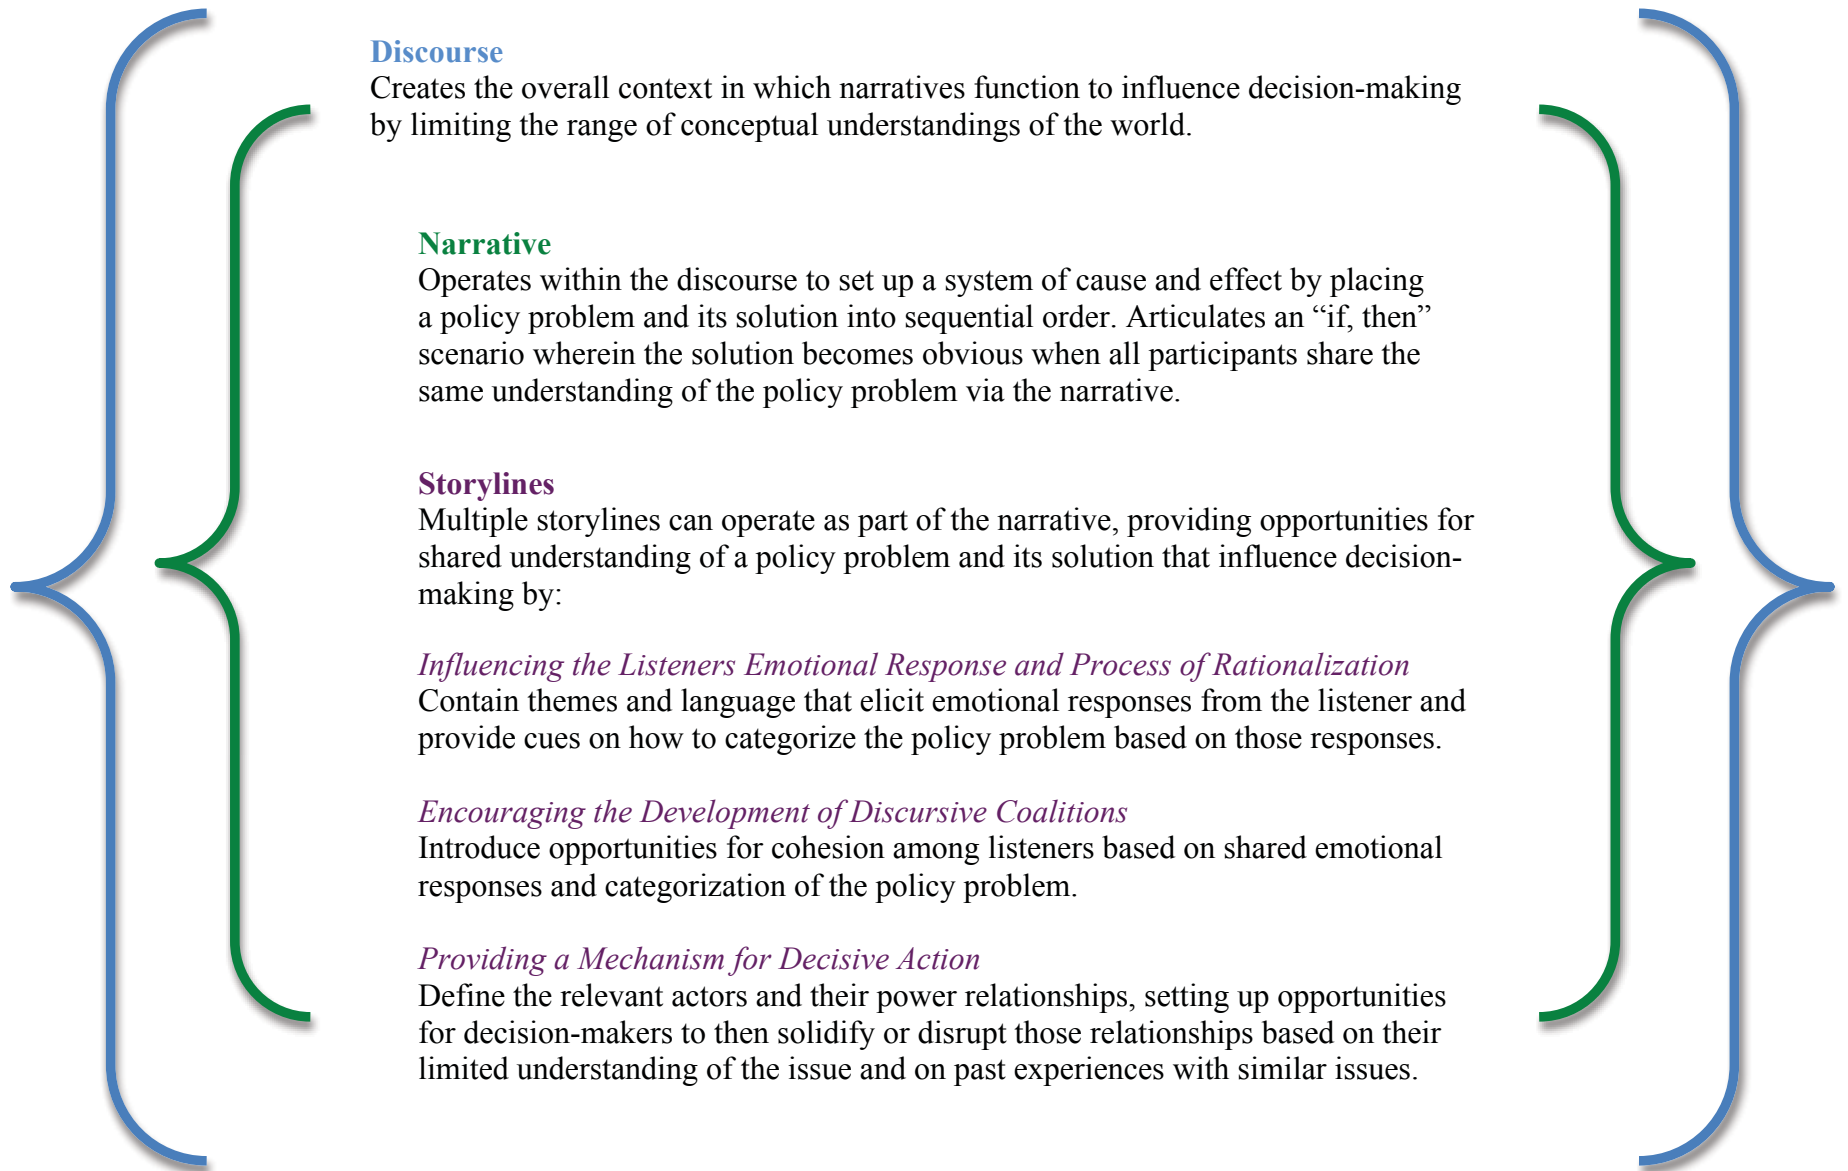 Discourse
Creates the overall context in which narratives function to influence decision-making
by limiting the range of conceptual understandings of the world.
Narrative
Operates within the discourse to set up a system of cause and effect by placing
a policy problem and its solution into sequential order. Articulates an “if, then”
scenario wherein the solution becomes obvious when all participants share the
same understanding of the policy problem via the narrative.
Storylines
Multiple storylines can operate as part of the narrative, providing opportunities for
shared understanding of a policy problem and its solution that influence decision-
making by:
Influencing the Listeners Emotional Response and Process of Rationalization
Contain themes and language that elicit emotional responses from the listener and
provide cues on how to categorize the policy problem based on those responses.
Encouraging the Development of Discursive Coalitions
Introduce opportunities for cohesion among listeners based on shared emotional
responses and categorization of the policy problem.
Providing a Mechanism for Decisive Action
Define the relevant actors and their power relationships, setting up opportunities
for decision-makers to then solidify or disrupt those relationships based on their
limited understanding of the issue and on past experiences with similar issues.